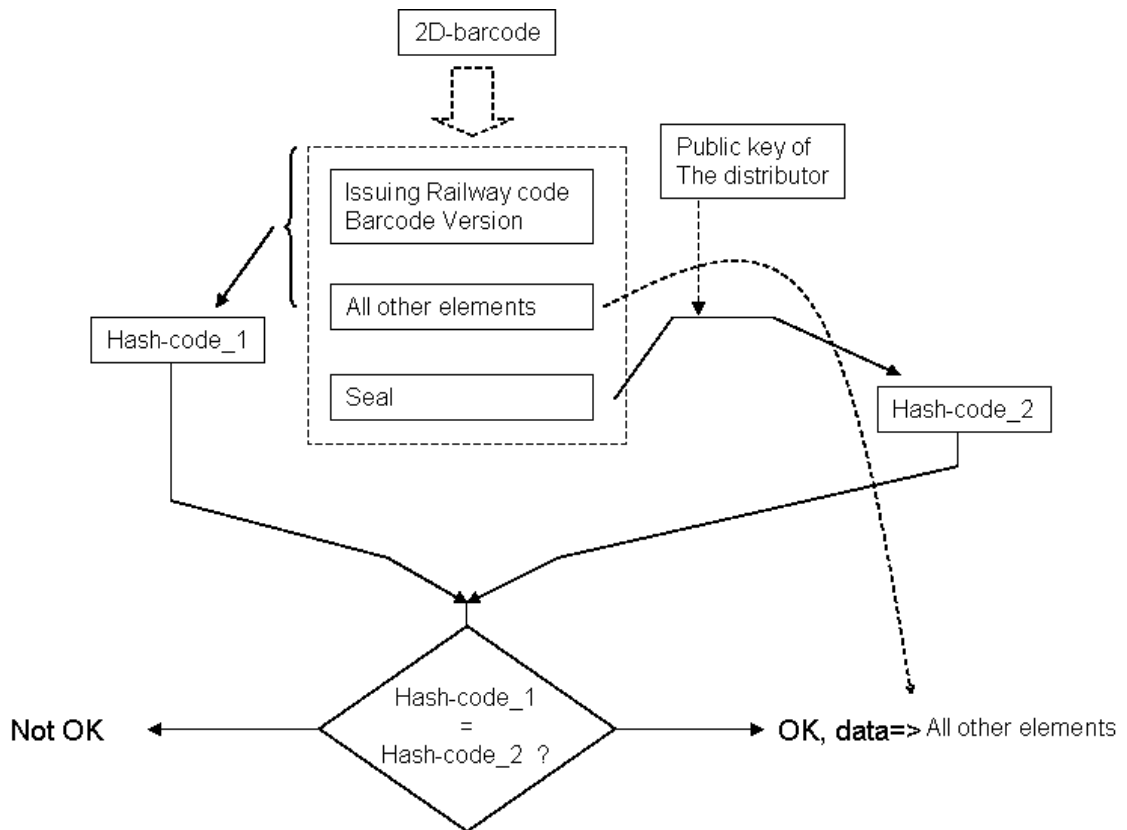 2D-barcode
Public key of
The distributor
Issuing Railway code
Barcode Version
All other elements
Hash-code_1
Seal
Hash-code_2
Hash-code_1
=
Hash-code_2 ?
Not OK
OK, data=> All other elements